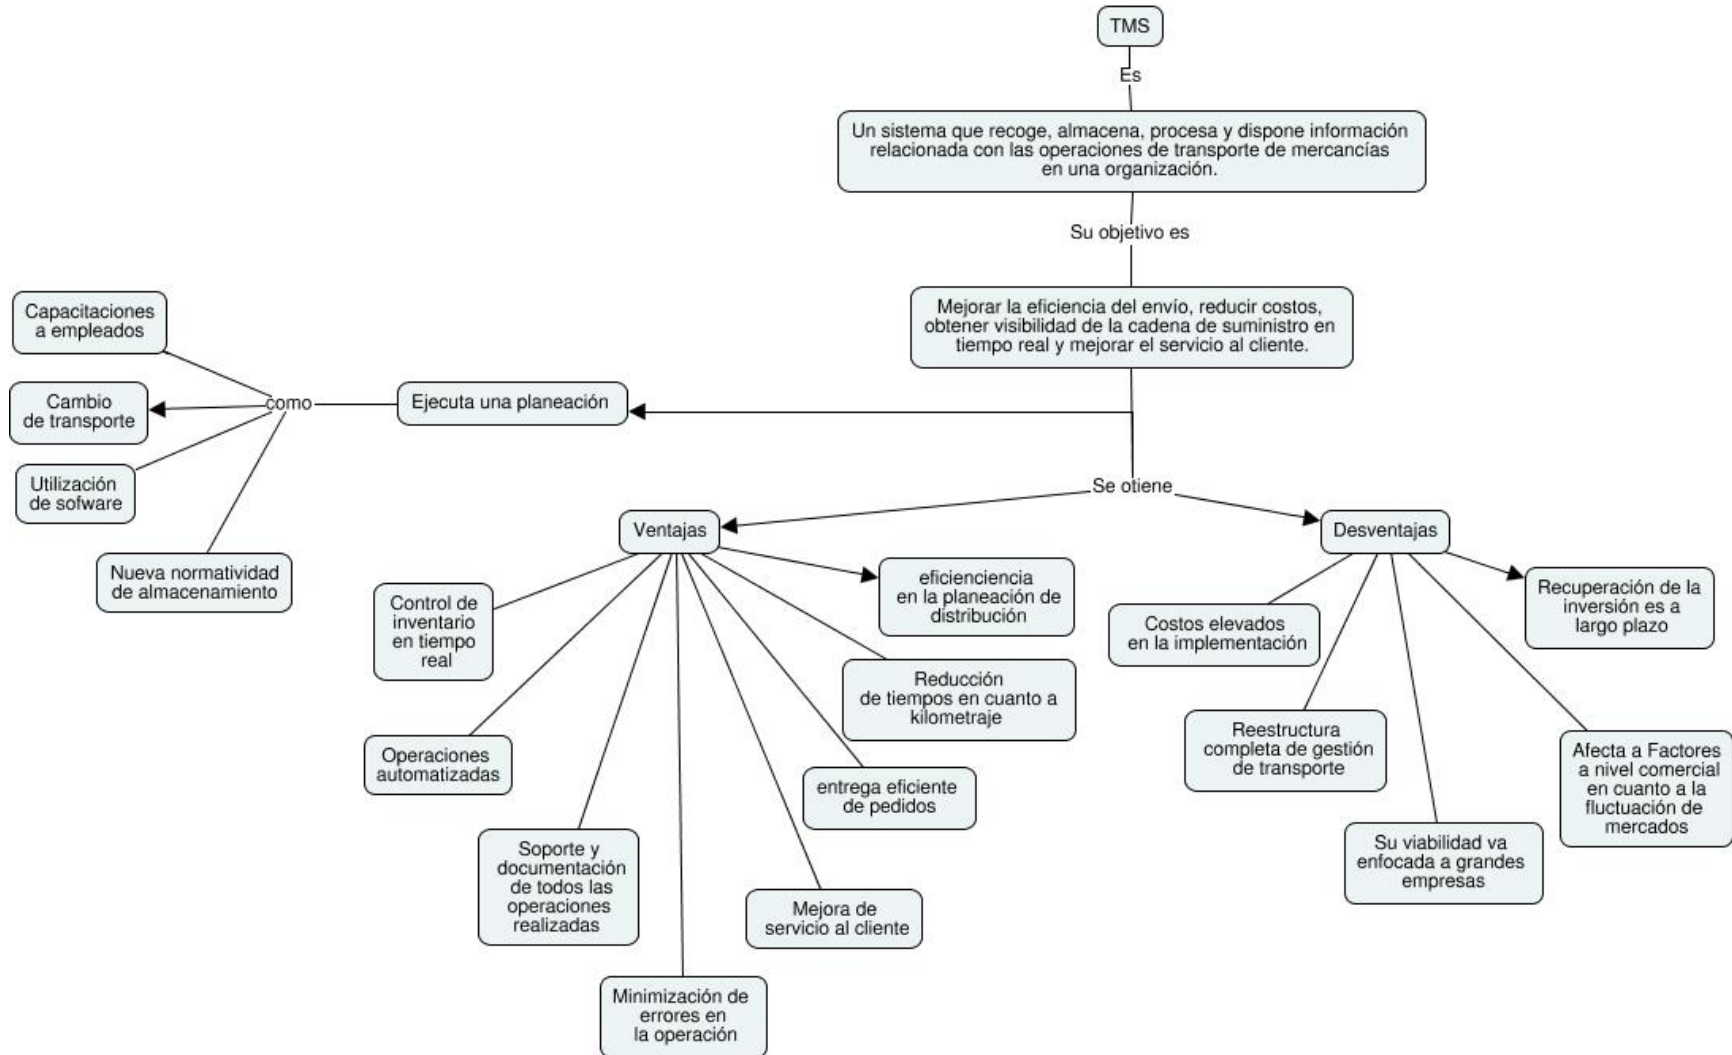 TMS
Es
Un sistema que recoge, almacena, procesa y dispone información
relacionada con las operaciones de transporte de mercancías
en una organización.
Su objetivo es
Mejorar la eficiencia del envío, reducir costos,
obtener visibilidad de la cadena de suministro en
tiempo real y mejorar el servicio al cliente.
Capacitaciones
a empleados
Cambio
de transporte
como
Ejecuta una planeación
Utilización
de sofware
Nueva normatividad
de almacenamiento
Se otiene
Ventajas
Control de
inventario
en tiempo
real
Operaciones
automatizadas
Soporte y
documentación
de todos las
operaciones
realizadas
Minimización de
errores en
la operación
Mejora de
servicio al cliente
entrega eficiente
de pedidos
Reducción
de tiempos en cuanto a
kilometraje
eficienciencia
en la planeación de
distribución
Desventajas
Costos elevados
en la implementación
Reestructura
completa de gestión
de transporte
Su viabilidad va
enfocada a grandes
empresas
Afecta a Factores
a nivel comercial
en cuanto a la
fluctuación de
mercados
Recuperación de la
inversión es a
largo plazo